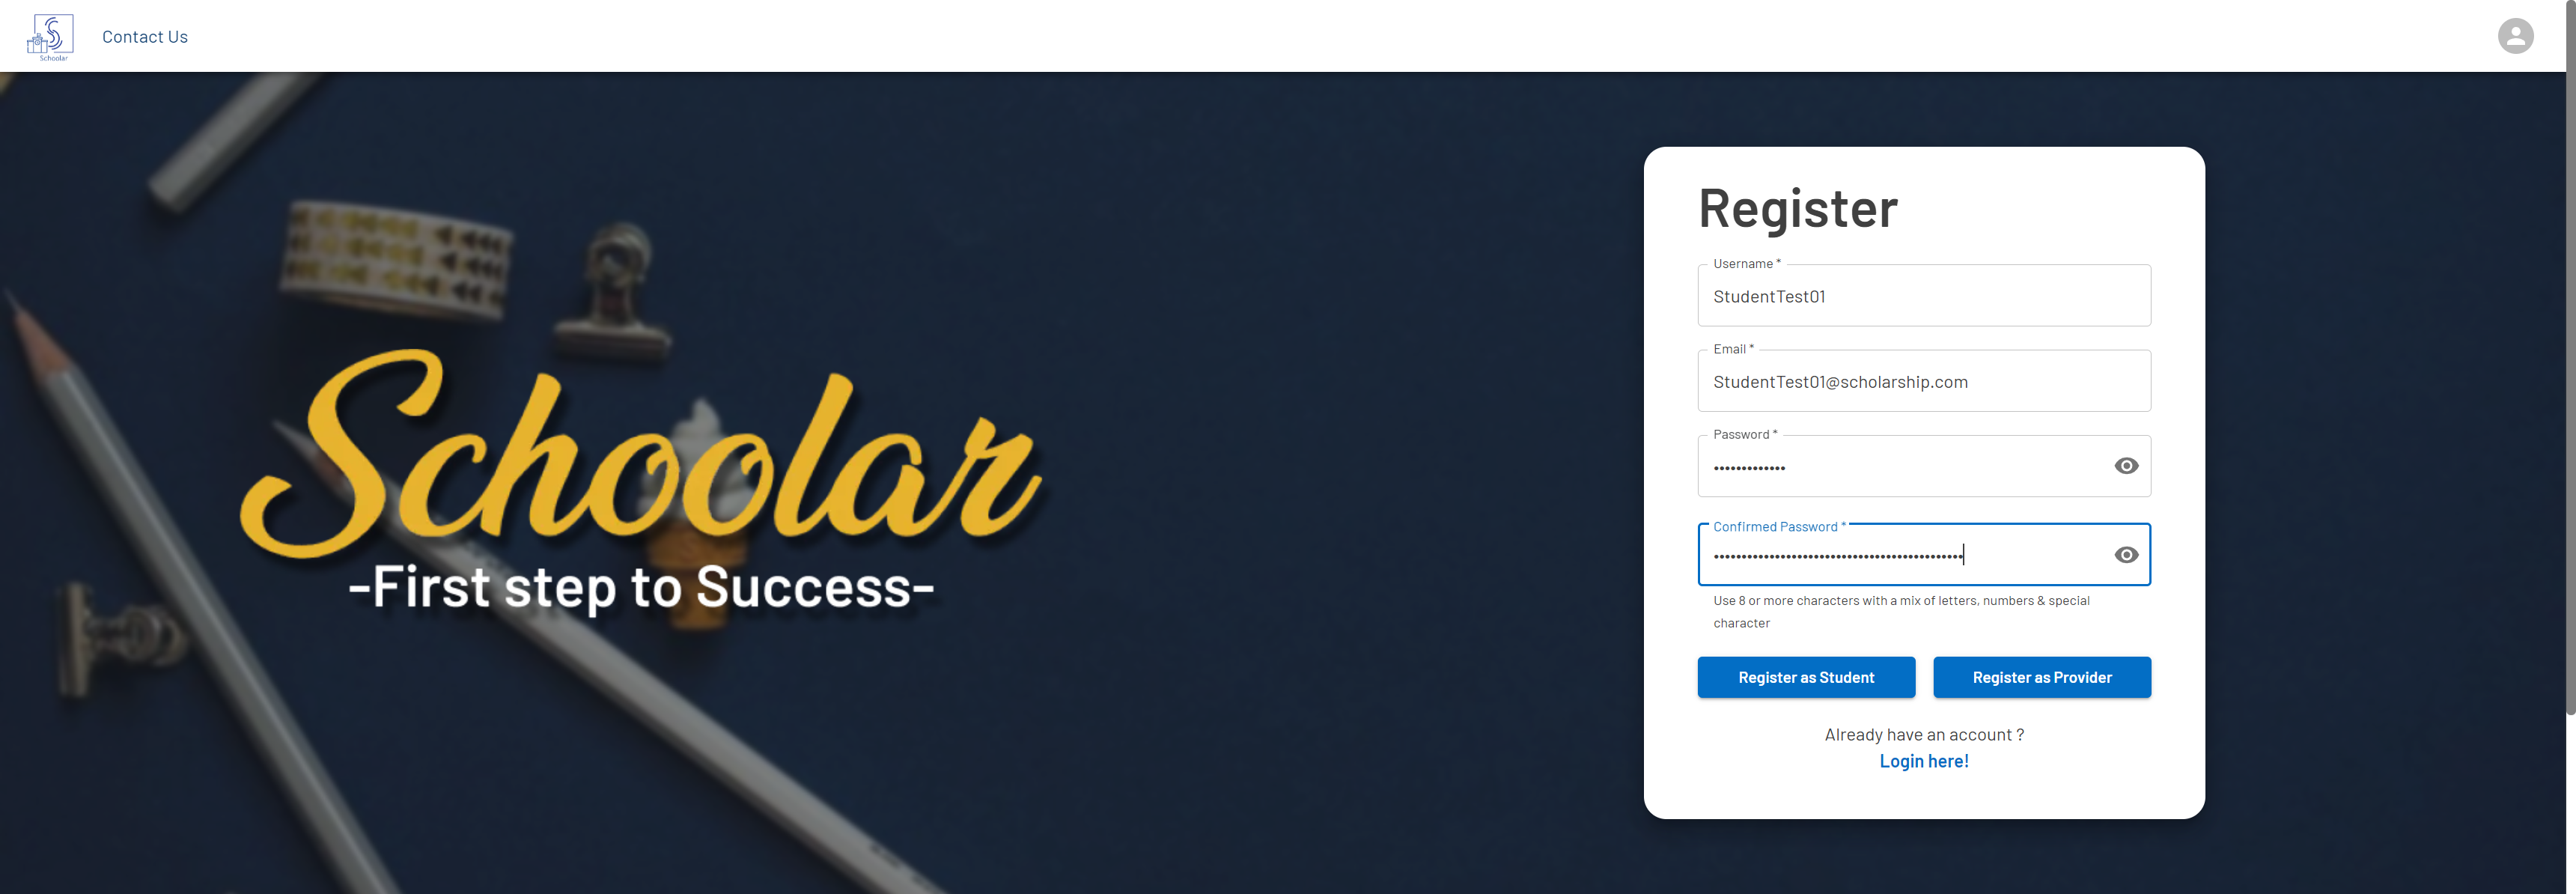 Schoolar
Contact Us
Schoolar
-First step to Success-
Register
Username *
StudentTest01
Email *
StudentTest01@scholarship.com
Password *
•••••••••••••
Confirmed Password *
•••••••••••••••••••••••••••••••••••••••••••••
Use 8 or more characters with a mix of letters, numbers & special
character
Register as Student
Register as Provider
Already have an account ?
Login here!